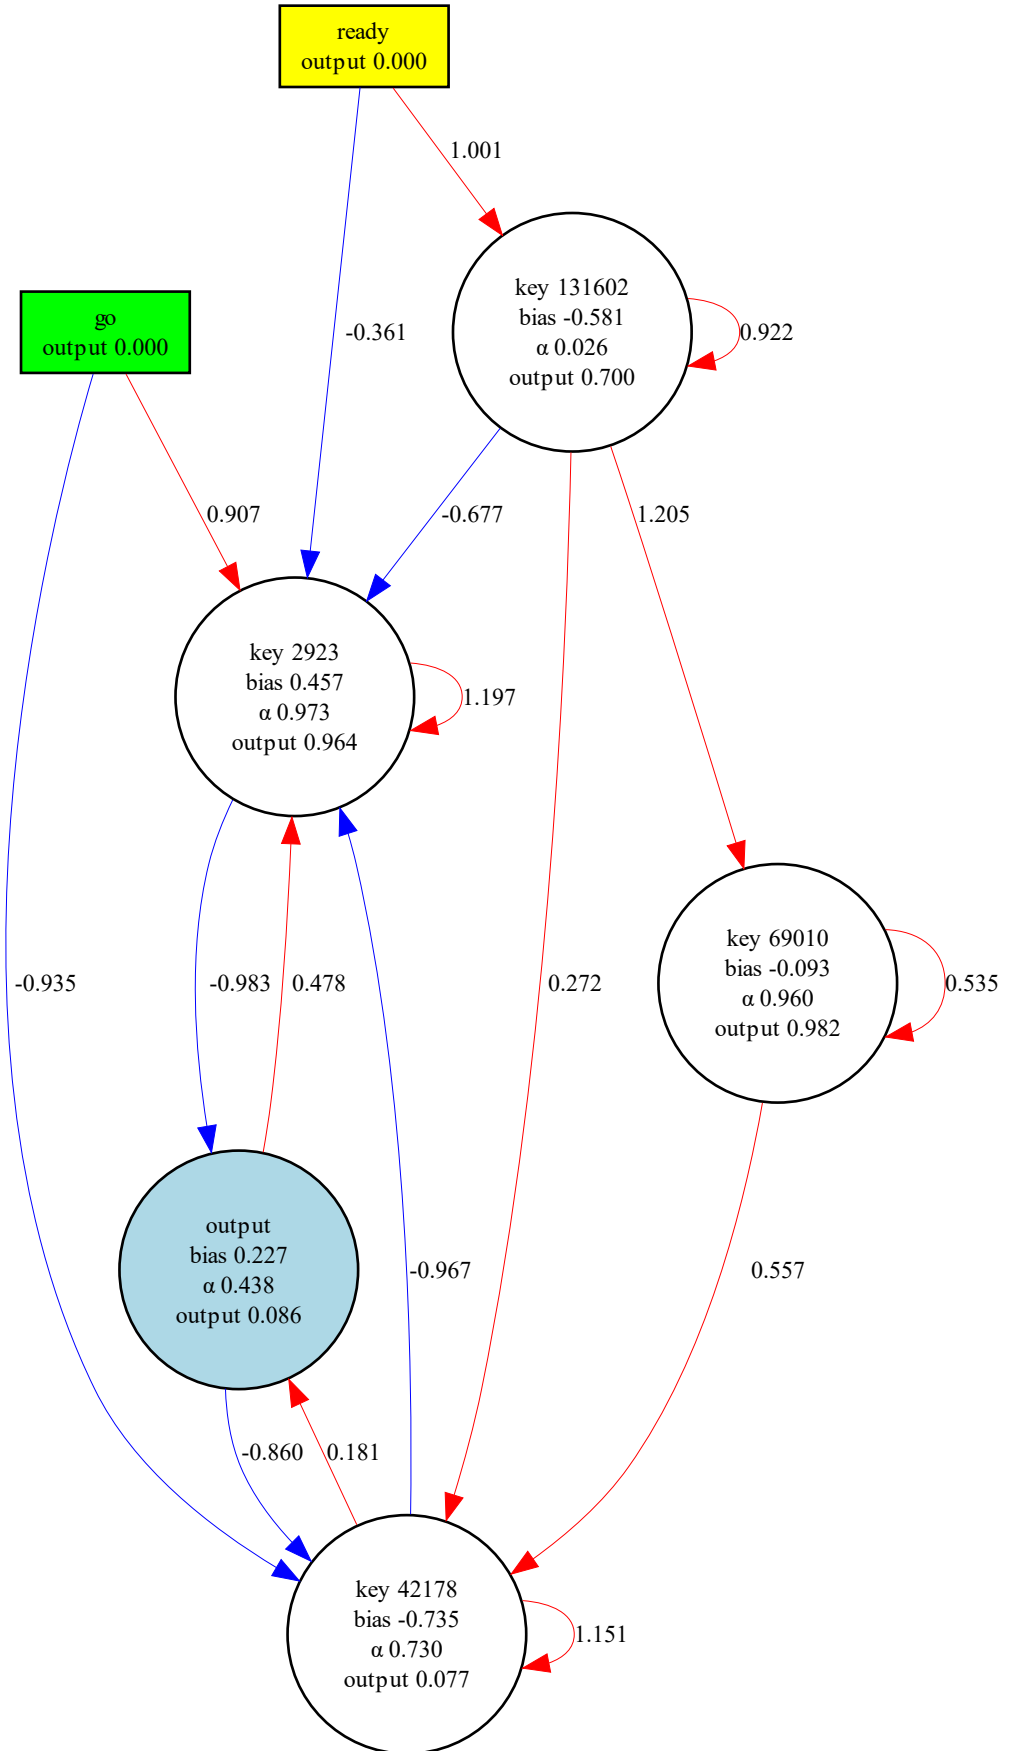 ready
output 0.000
1.001
key 131602
bias -0.581
α 0.026
output 0.700
0.922
go
output 0.000
-0.361
0.907
-0.677
1.205
key 2923
bias 0.457
α 0.973
output 0.964
1.197
key 69010
bias -0.093
α 0.960
output 0.982
0.535
-0.935
-0.983
0.478
0.272
output
bias 0.227
α 0.438
output 0.086
-0.967
0.557
-0.860
0.181
key 42178
bias -0.735
α 0.730
output 0.077
1.151